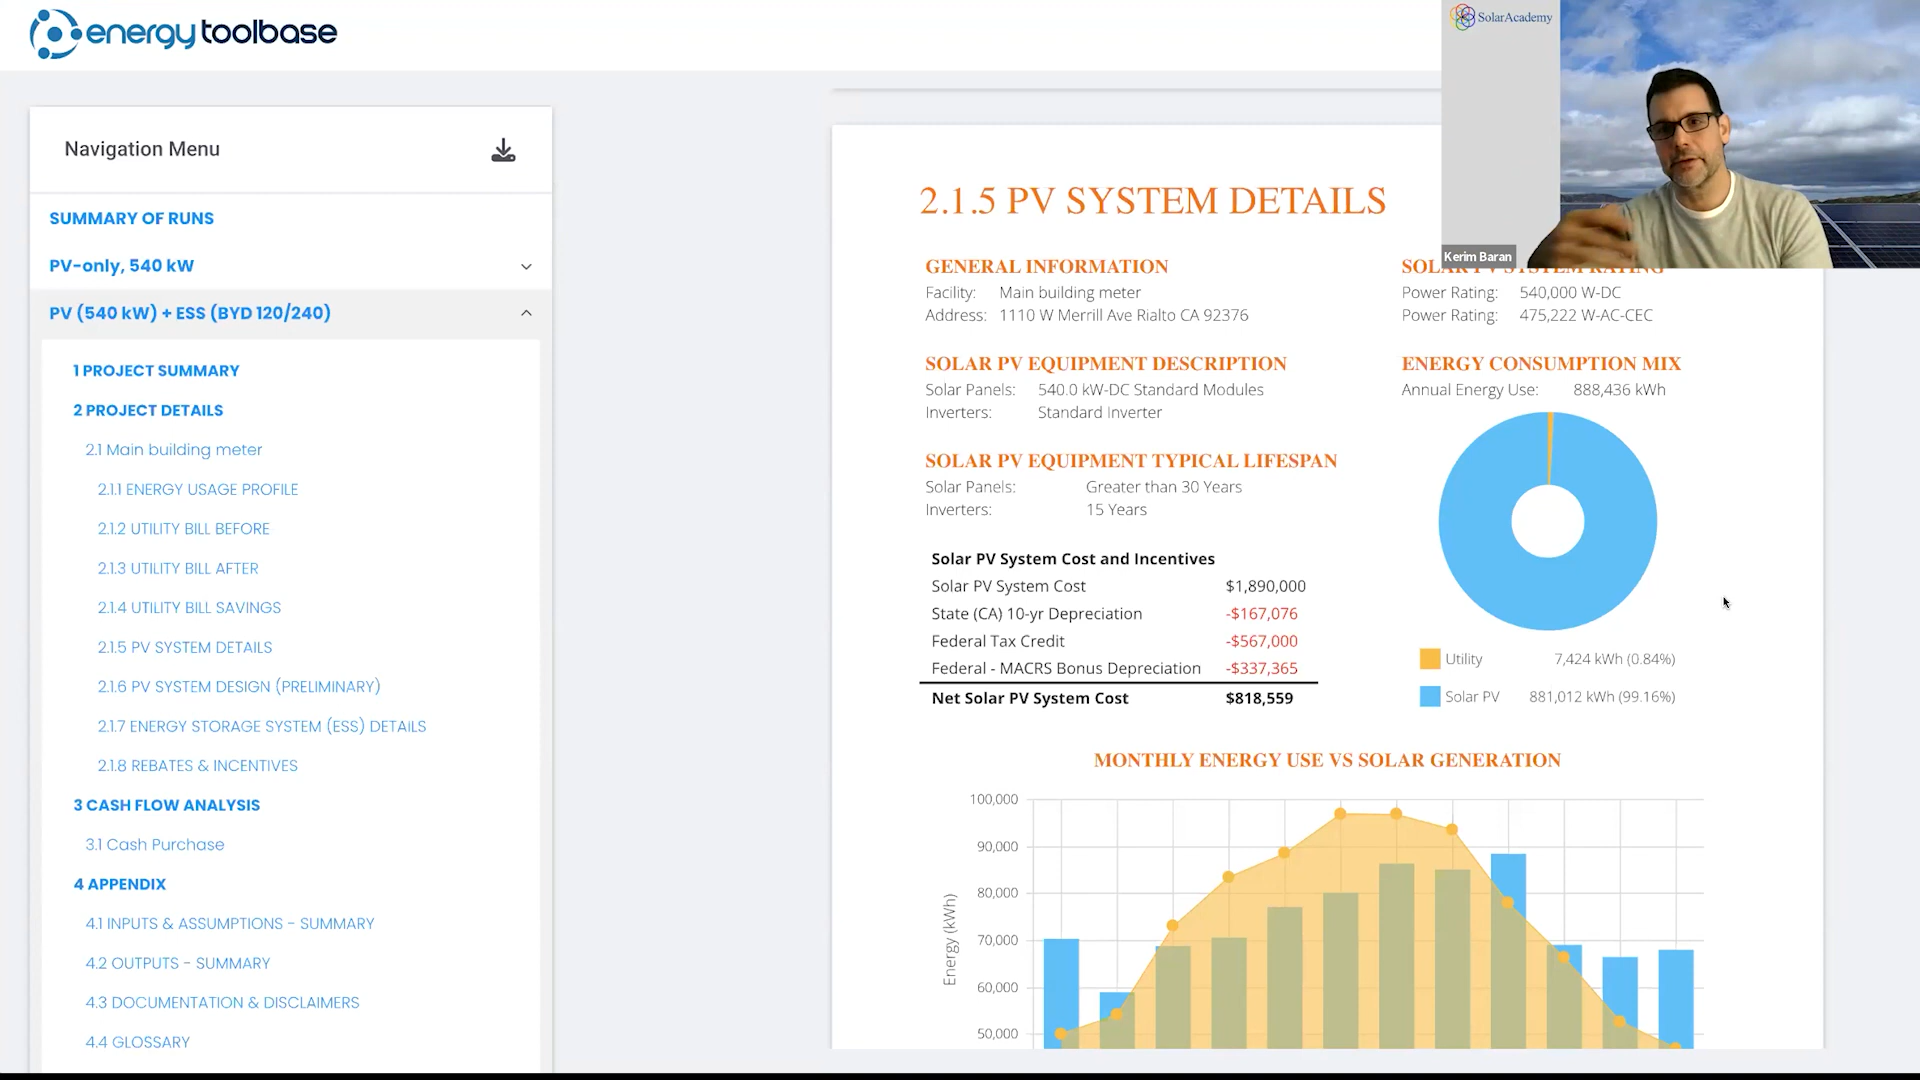 energy toolbase
SolarAcademy
Kerim Baran
Navigation Menu
SUMMARY OF RUNS
PV-only, 540 kW
PV (540 kW) + ESS (BYD 120/240)
1 PROJECT SUMMARY
2 PROJECT DETAILS
2.1 Main building meter
2.1.1 ENERGY USAGE PROFILE
2.1.2 UTILITY BILL BEFORE
2.1.3 UTILITY BILL AFTER
2.1.4 UTILITY BILL SAVINGS
2.1.5 PV SYSTEM DETAILS
2.1.6 PV SYSTEM DESIGN (PRELIMINARY)
2.1.7 ENERGY STORAGE SYSTEM (ESS) DETAILS
2.1.8 REBATES & INCENTIVES
3 CASH FLOW ANALYSIS
3.1 Cash Purchase
4 APPENDIX
4.1 INPUTS & ASSUMPTIONS - SUMMARY
4.2 OUTPUTS - SUMMARY
4.3 DOCUMENTATION & DISCLAIMERS
4.4 GLOSSARY
2.1.5 PV SYSTEM DETAILS
GENERAL INFORMATION
Facility: Main building meter
Address: 1110 W Merrill Ave Rialto CA 92376
SOLAR PV EQUIPMENT DESCRIPTION
Solar Panels: 540.0 kW-DC Standard Modules
Inverters: Standard Inverter
SOLAR PV EQUIPMENT TYPICAL LIFESPAN
Solar Panels: Greater than 30 Years
Inverters: 15 Years
Solar PV System Cost and Incentives
Solar PV System Cost $1,890,000
State (CA) 10-yr Depreciation -$167,076
Federal Tax Credit -$567,000
Federal - MACRS Bonus Depreciation -$337,365
Net Solar PV System Cost $818,559
SOLAR PV SYSTEM RATING
Power Rating: 540,000 W-DC
Power Rating: 475,222 W-AC-CEC
ENERGY CONSUMPTION MIX
Annual Energy Use: 888,436 kWh
Utility 7,424 kWh (0.84%)
Solar PV 881,012 kWh (99.16%)
MONTHLY ENERGY USE VS SOLAR GENERATION
Energy (kWh)
100,000
90,000
80,000
70,000
60,000
50,000